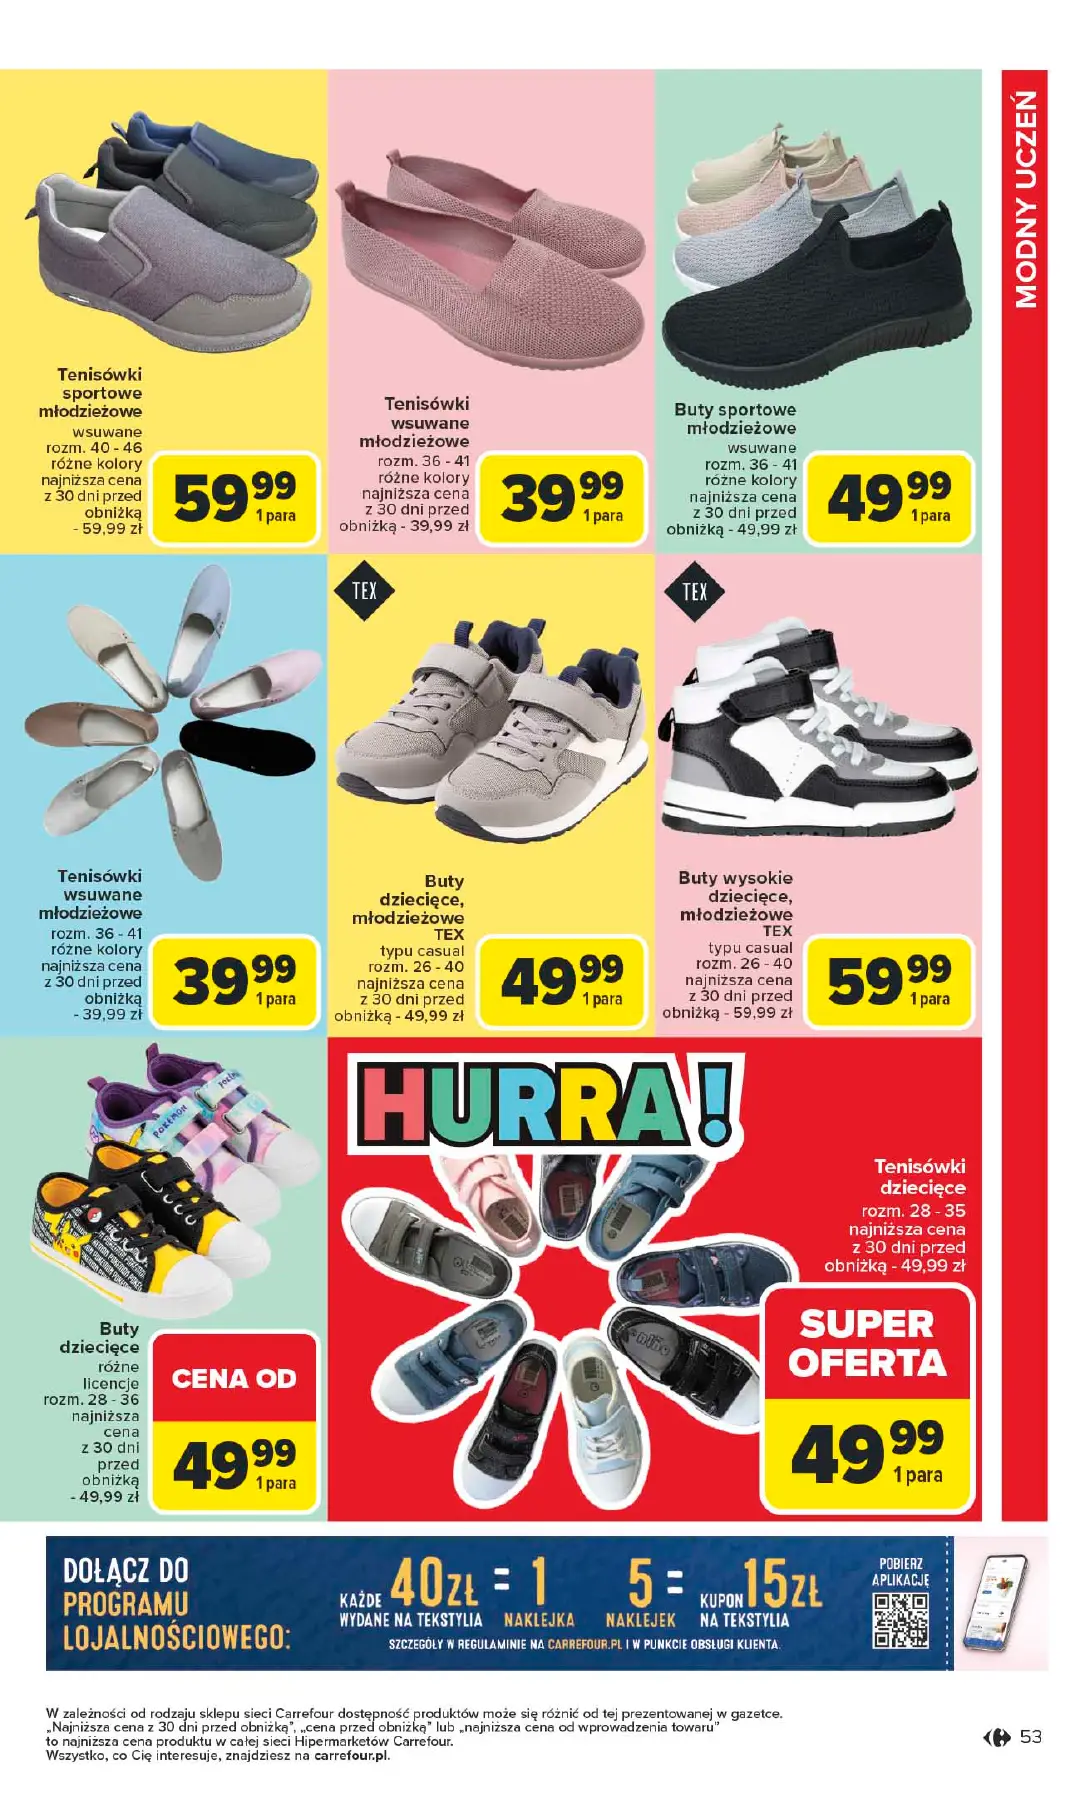 MODNY UCZEŃ
Tenisówki
sportowe
młodzieżowe
wsuwane
rozm. 40 - 46
różne kolory
najniższa cena
z 30 dni przed
obniżką
- 59,99 zł
59 99
1 para
Tenisówki
wsuwane
młodzieżowe
rozm. 36 - 41
różne kolory
najniższa cena
z 30 dni przed
obniżką - 39,99 zł
39 99
1 para
Buty sportowe
młodzieżowe
wsuwane
rozm. 36 - 41
różne kolory
najniższa cena
z 30 dni przed
obniżką - 49,99 zł
49 99
1 para
Tenisówki
wsuwane
młodzieżowe
rozm. 36 - 41
różne kolory
najniższa cena
z 30 dni przed
obniżką
- 39,99 zł
39 99
1 para
TEX
Buty
dziecięce,
młodzieżowe
TEX
typu casual
rozm. 26 - 40
najniższa cena
z 30 dni przed
obniżką - 49,99 zł
49 99
1 para
TEX
Buty wysokie
dziecięce,
młodzieżowe
TEX
typu casual
rozm. 26 - 40
najniższa cena
z 30 dni przed
obniżką - 59,99 zł
59 99
1 para
POKÉMON
Buty
dziecięce
różne
licencje
rozm. 28 - 36
najniższa
cena
z 30 dni
przed
obniżką
- 49,99 zł
CENA OD
49 99
1 para
HURRA!
Tenisówki
dziecięce
rozm. 28 - 35
najniższa cena
z 30 dni przed
obniżką - 49,99 zł
SUPER
OFERTA
49 99
1 para
DOŁĄCZ DO
PROGRAMU
LOJALNOŚCIOWEGO:
KAŻDE 40ZŁ = 1
WYDANE NA TEKSTYLIA NAKLEJKA
5 = KUPON 15ZŁ
NAKLEJEK NA TEKSTYLIA
SZCZEGÓŁY W REGULAMINIE NA CARREFOUR.PL I W PUNKCIE OBSŁUGI KLIENTA.
POBIERZ
APLIKACJĘ
W zależności od rodzaju sklepu sieci Carrefour dostępność produktów może się różnić od tej prezentowanej w gazetce.
„Najniższa cena z 30 dni przed obniżką”, „cena przed obniżką” lub „najniższa cena od wprowadzenia towaru”
to najniższa cena produktu w całej sieci Hipermarketów Carrefour.
Wszystko, co Cię interesuje, znajdziesz na carrefour.pl.
53